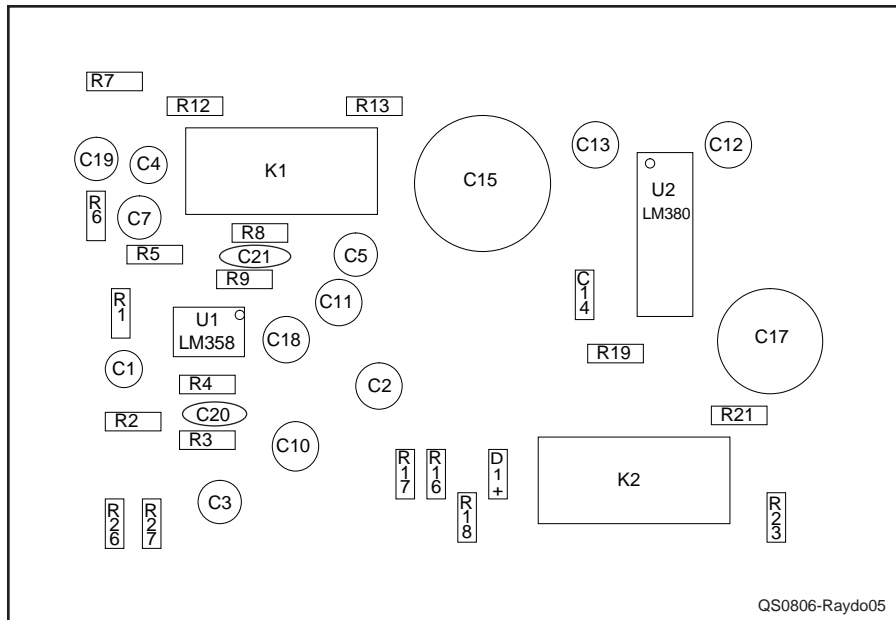 R7
R12
R13
C19
C4
K1
C15
C13
C12
U2
LM380
R6
C7
R8
R5
C21
C5
R9
C14
R1
C11
U1
LM358
C18
R19
C17
C1
R4
C2
R2
C20
R21
R3
C10
R17
R16
D1+
K2
C3
R18
R26
R27
R23
QS0806-Raydo05